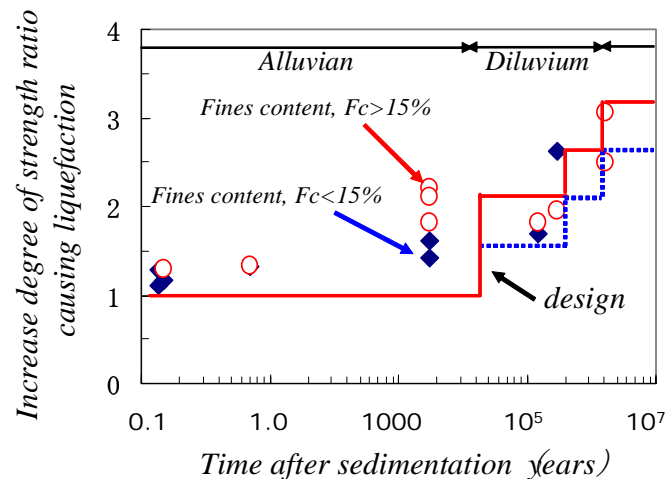 Increase degree of strength ratio
causing liquefaction
4
3
2
1
0
Alluvian
Diluvium
Fines content, Fc>15%
Fines content, Fc<15%
design
0.1
1.0
1000
10⁵
10⁷
Time after sedimentation (years)